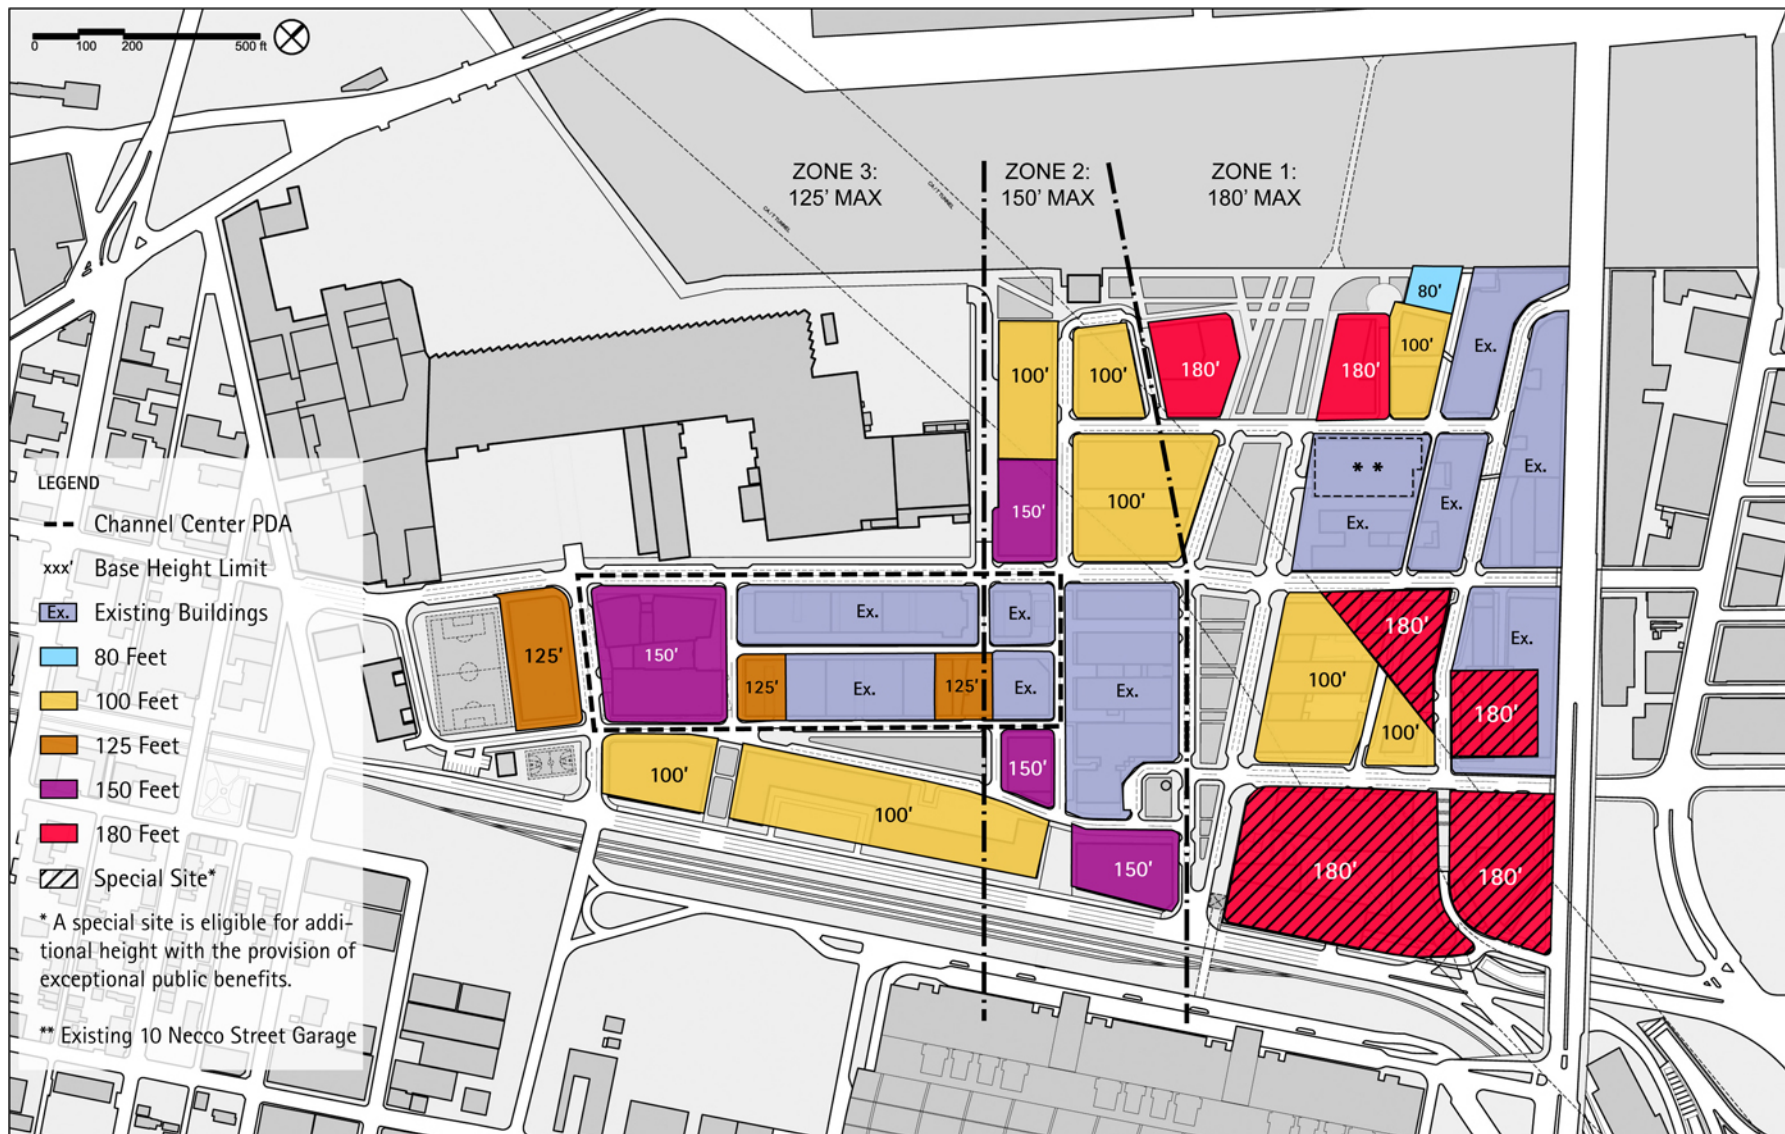 0 100 200 500 ft
ZONE 3:
125' MAX
ZONE 2:
150' MAX
ZONE 1:
180' MAX
CA/T TUNNEL
CA/T TUNNEL
80'
100'
Ex.
100'
100'
180'
180'
**
Ex.
Ex.
Ex.
150'
100'
125'
150'
Ex.
Ex.
125'
Ex.
125'
Ex.
Ex.
100'
180'
Ex.
100'
180'
100'
100'
150'
150'
180'
180'
LEGEND
Channel Center PDA
xxx' Base Height Limit
Ex. Existing Buildings
80 Feet
100 Feet
125 Feet
150 Feet
180 Feet
Special Site*
* A special site is eligible for addi-
tional height with the provision of
exceptional public benefits.
** Existing 10 Necco Street Garage